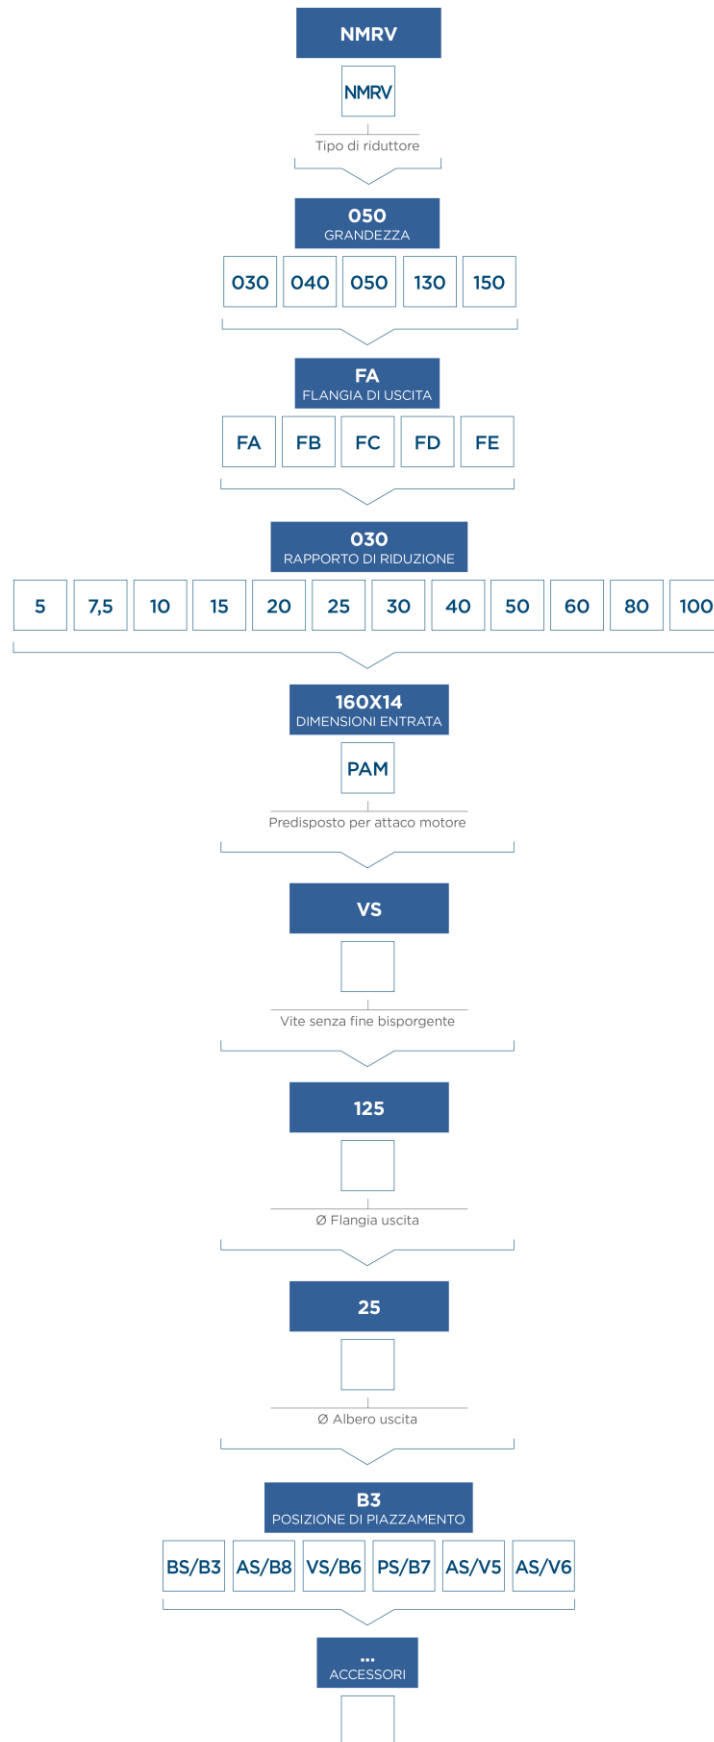 NMRV
NMRV
Tipo di riduttore
050
GRANDEZZA
030 040 050 130 150
FA
FLANGIA DI USCITA
FA FB FC FD FE
030
RAPPORTO DI RIDUZIONE
5 7,5 10 15 20 25 30 40 50 60 80 100
160X14
DIMENSIONI ENTRATA
PAM
Predisposto per attaco motore
VS
Vite senza fine bisporgente
125
Ø Flangia uscita
25
Ø Albero uscita
B3
POSIZIONE DI PIAZZAMENTO
BS/B3 AS/B8 VS/B6 PS/B7 AS/V5 AS/V6
...
ACCESSORI